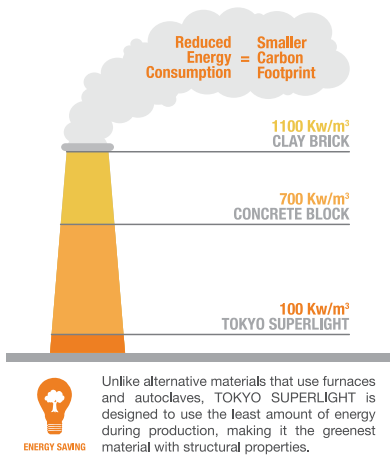 Reduced Energy Consumption = Smaller Carbon Footprint
1100 Kw/m³
CLAY BRICK
700 Kw/m³
CONCRETE BLOCK
100 Kw/m³
TOKYO SUPERLIGHT
ENERGY SAVING
Unlike alternative materials that use furnaces
and autoclaves, TOKYO SUPERLIGHT is
designed to use the least amount of energy
during production, making it the greenest
material with structural properties.